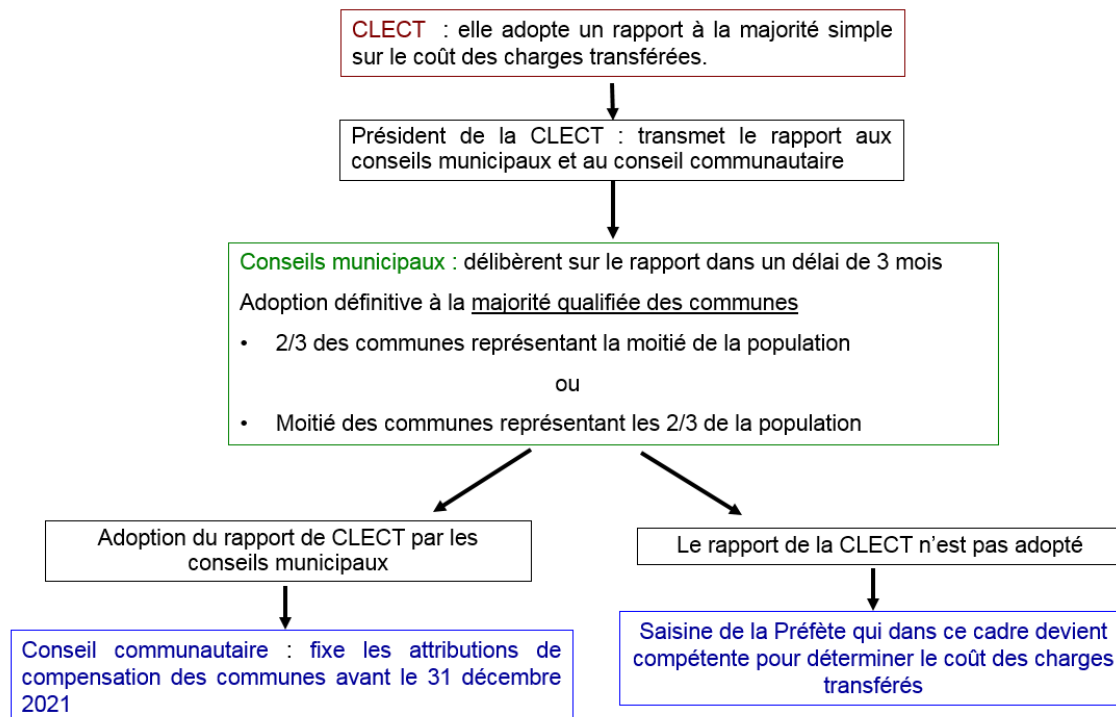 CLECT : elle adopte un rapport à la majorité simple
sur le coût des charges transférées.
Président de la CLECT : transmet le rapport aux
conseils municipaux et au conseil communautaire
Conseils municipaux : délibèrent sur le rapport dans un délai de 3 mois
Adoption définitive à la majorité qualifiée des communes
• 2/3 des communes représentant la moitié de la population
ou
• Moitié des communes représentant les 2/3 de la population
Adoption du rapport de CLECT par les
conseils municipaux
Le rapport de la CLECT n'est pas adopté
Conseil communautaire : fixe les attributions de
compensation des communes avant le 31 décembre
2021
Saisine de la Préfète qui dans ce cadre devient
compétente pour déterminer le coût des charges
transférés